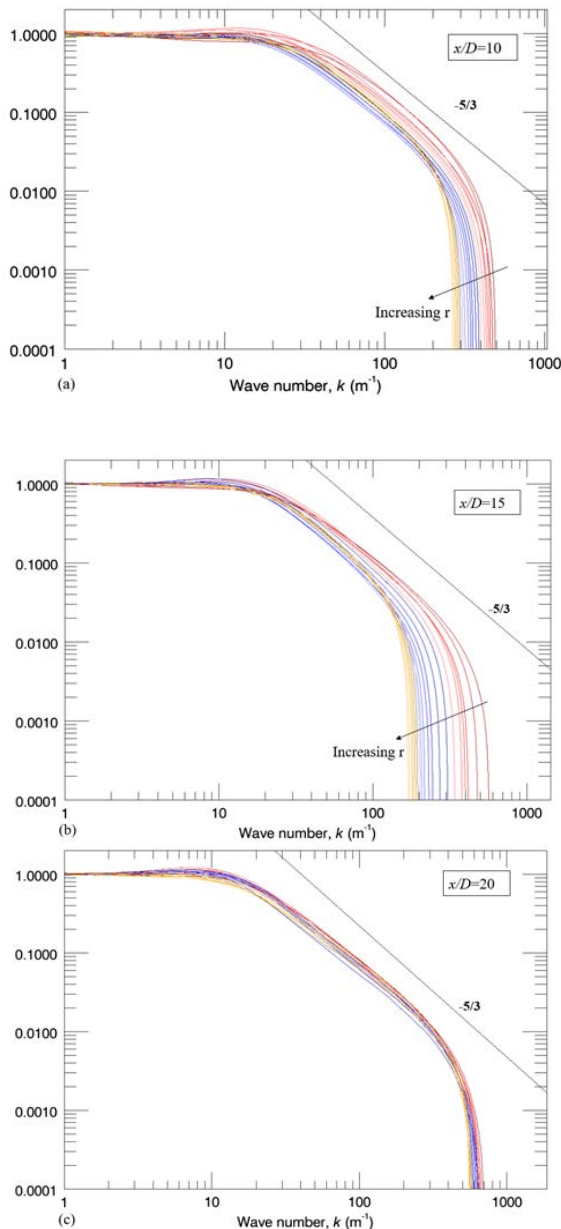 1.0000
x/D=10
0.1000
-5/3
0.0100
0.0010
Increasing r
0.0001
1 10 100 1000
(a) Wave number, k (m⁻¹)
1.0000
x/D=15
0.1000
-5/3
0.0100
0.0010
Increasing r
0.0001
1 10 100 1000
(b) Wave number, k (m⁻¹)
1.0000
x/D=20
0.1000
-5/3
0.0100
0.0010
0.0001
1 10 100 1000
(c) Wave number, k (m⁻¹)